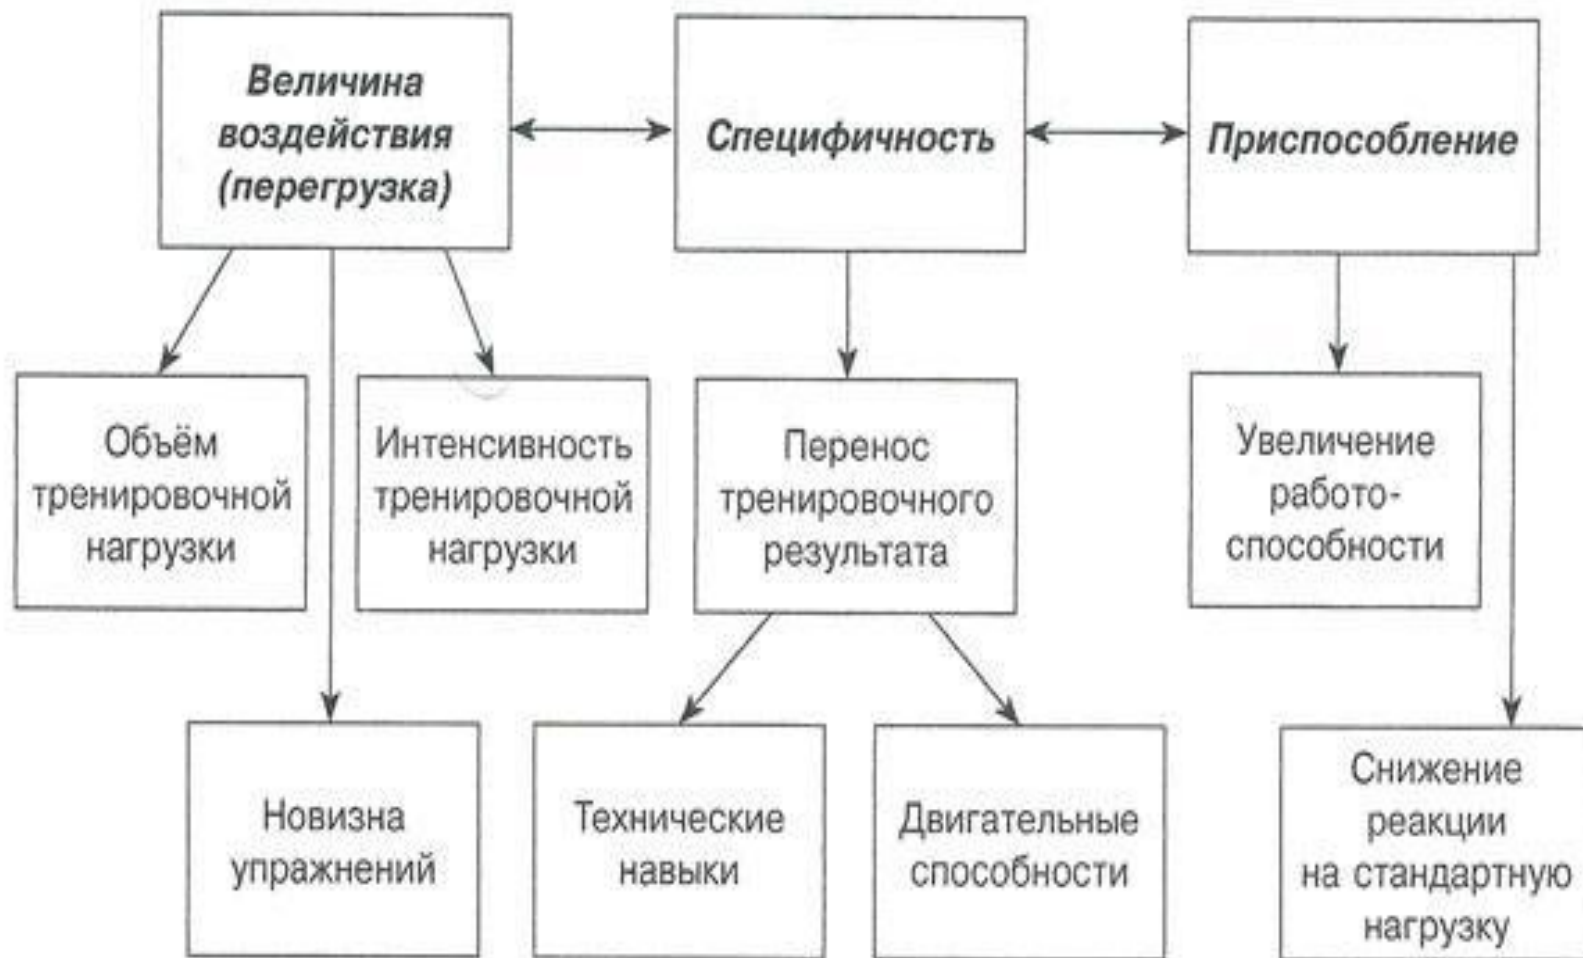 Величина
воздействия
(перегрузка)
Специфичность
Приспособление
Объём
тренировочной
нагрузки
Интенсивность
тренировочной
нагрузки
Перенос
тренировочного
результата
Увеличение
работо-
способности
Новизна
упражнений
Технические
навыки
Двигательные
способности
Снижение
реакции
на стандартную
нагрузку